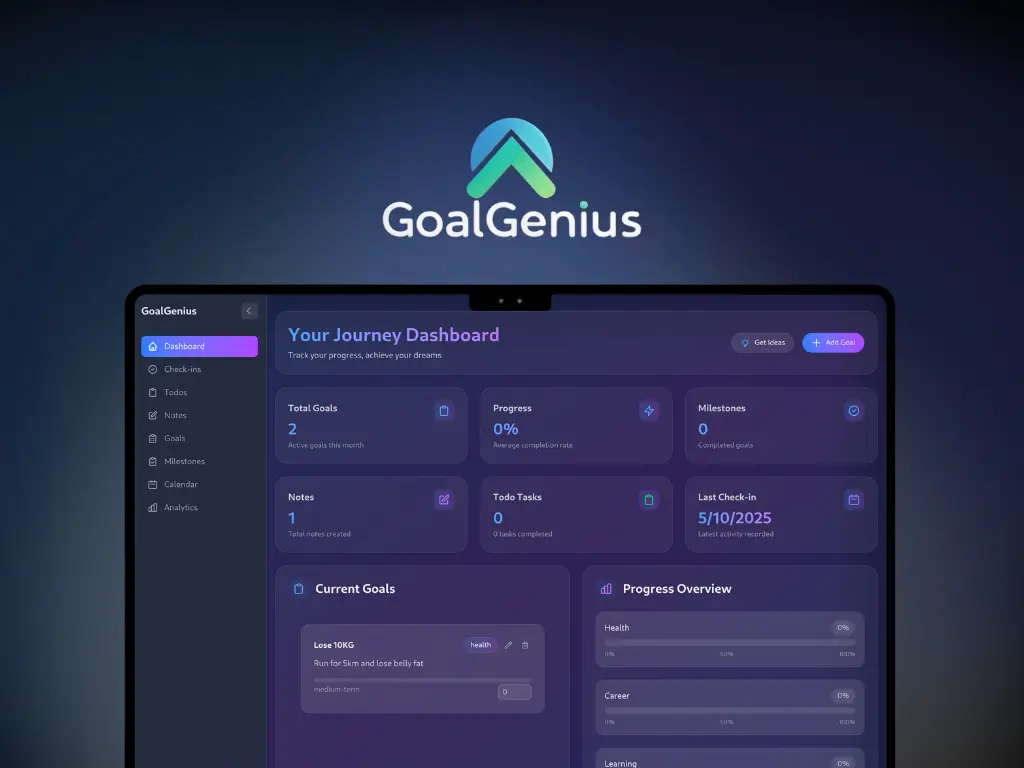 GoalGenius
GoalGenius
Dashboard
Check-ins
Todos
Notes
Goals
Milestones
Calendar
Analytics
Your Journey Dashboard
Track your progress, achieve your dreams
Get Ideas
Add Goal
Total Goals
2
Active goals this month
Progress
0%
Average completion rate
Milestones
0
Completed goals
Notes
1
Total notes created
Todo Tasks
0
0 tasks completed
Last Check-in
5/10/2025
Latest activity recorded
Current Goals
Lose 10KG
health
Run for 5km and lose belly fat
medium-term
0
Progress Overview
Health
0%
0% 50% 100%
Career
0%
0% 50% 100%
Learning
0%